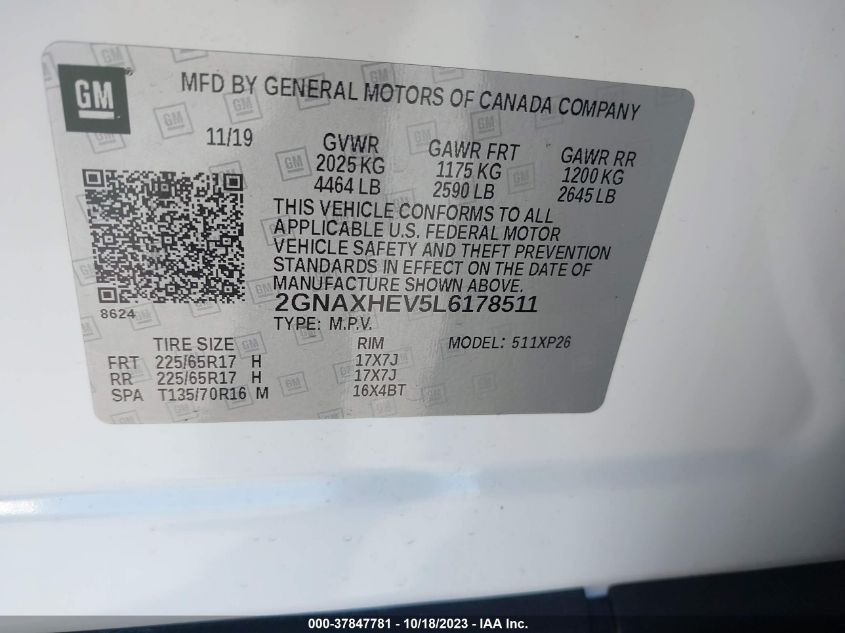 GM
MFD BY GENERAL MOTORS OF CANADA COMPANY
11/19
GVWR GAWR FRT GAWR RR
2025 KG 1175 KG 1200 KG
4464 LB 2590 LB 2645 LB
THIS VEHICLE CONFORMS TO ALL
APPLICABLE U.S. FEDERAL MOTOR
VEHICLE SAFETY AND THEFT PREVENTION
STANDARDS IN EFFECT ON THE DATE OF
MANUFACTURE SHOWN ABOVE.
8624
2GNAXHEV5L6178511
TYPE: M.P.V.
TIRE SIZE RIM MODEL: 511XP26
FRT 225/65R17 H 17X7J
RR 225/65R17 H 17X7J
SPA T135/70R16 M 16X4BT
000-37847781 - 10/18/2023 - IAA Inc.